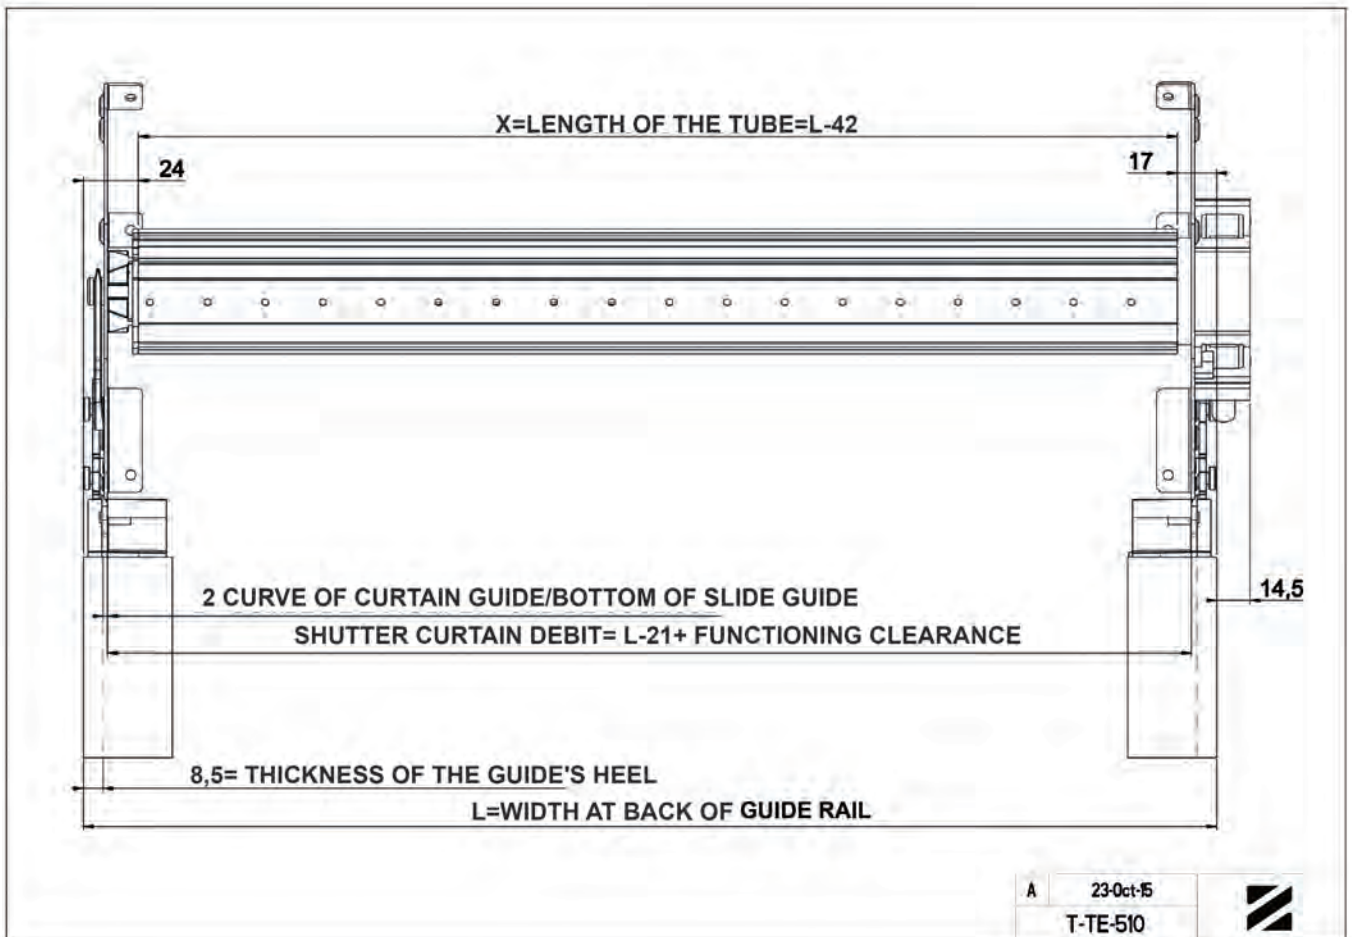 X=LENGTH OF THE TUBE=L-42
24
17
14,5
2 CURVE OF CURTAIN GUIDE/BOTTOM OF SLIDE GUIDE
SHUTTER CURTAIN DEBIT= L-21+ FUNCTIONING CLEARANCE
8,5= THICKNESS OF THE GUIDE'S HEEL
L=WIDTH AT BACK OF GUIDE RAIL
A 23-Oct-15
T-TE-510